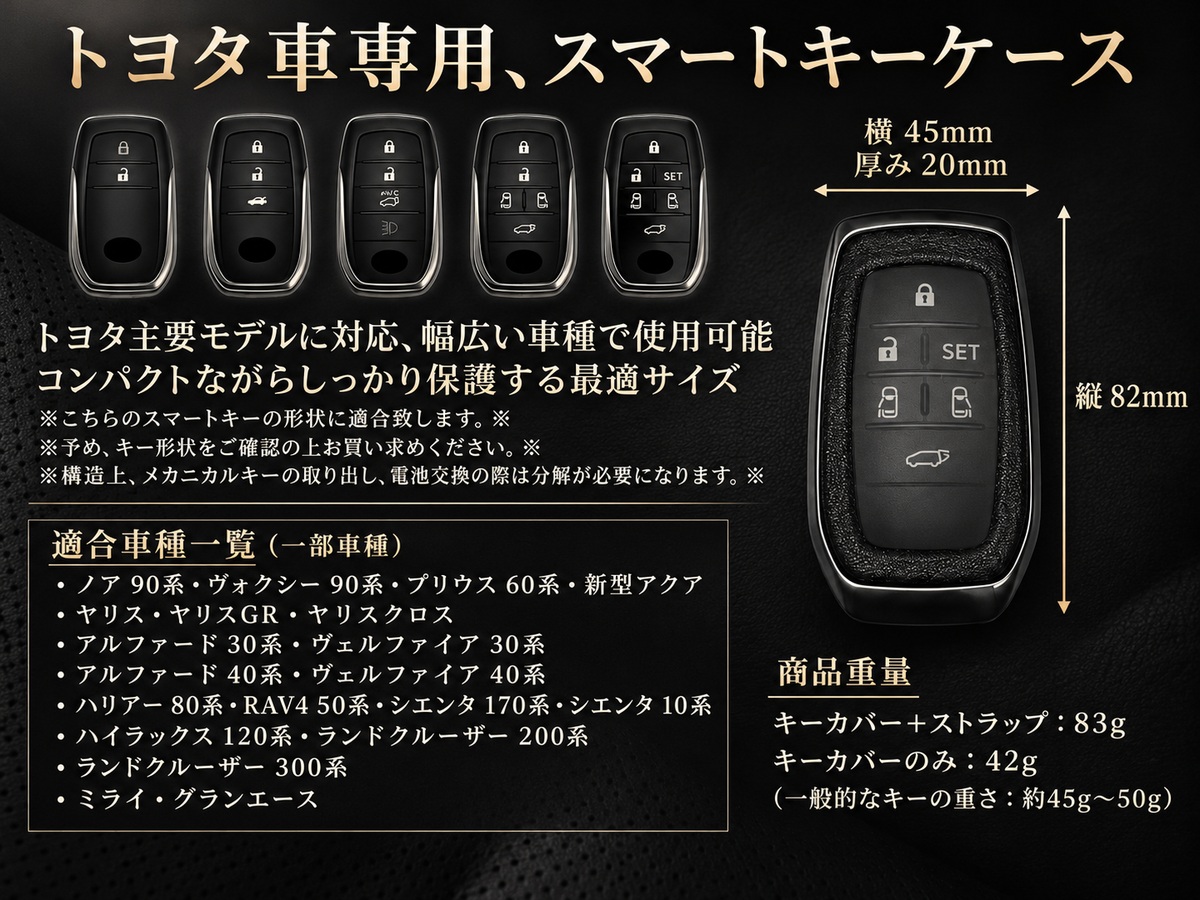 トヨタ車専用、スマートキーケース
SET
トヨタ主要モデルに対応、幅広い車種で使用可能
コンパクトながらしっかり保護する最適サイズ
※こちらのスマートキーの形状に適合致します。※
※予め、キー形状をご確認の上お買い求めください。※
※構造上、メカニカルキーの取り出し、電池交換の際は分解が必要になります。※
適合車種一覧（一部車種）
・ノア 90系・ヴォクシー 90系・プリウス 60系・新型アクア
・ヤリス・ヤリスGR・ヤリスクロス
・アルファード 30系・ヴェルファイア 30系
・アルファード 40系・ヴェルファイア 40系
・ハリアー 80系・RAV4 50系・シエンタ 170系・シエンタ 10系
・ハイラックス 120系・ランドクルーザー 200系
・ランドクルーザー 300系
・ミライ・グランエース
横 45mm
厚み 20mm
SET
縦 82mm
商品重量
キーカバー＋ストラップ：83g
キーカバーのみ：42g
（一般的なキーの重さ：約45g〜50g）